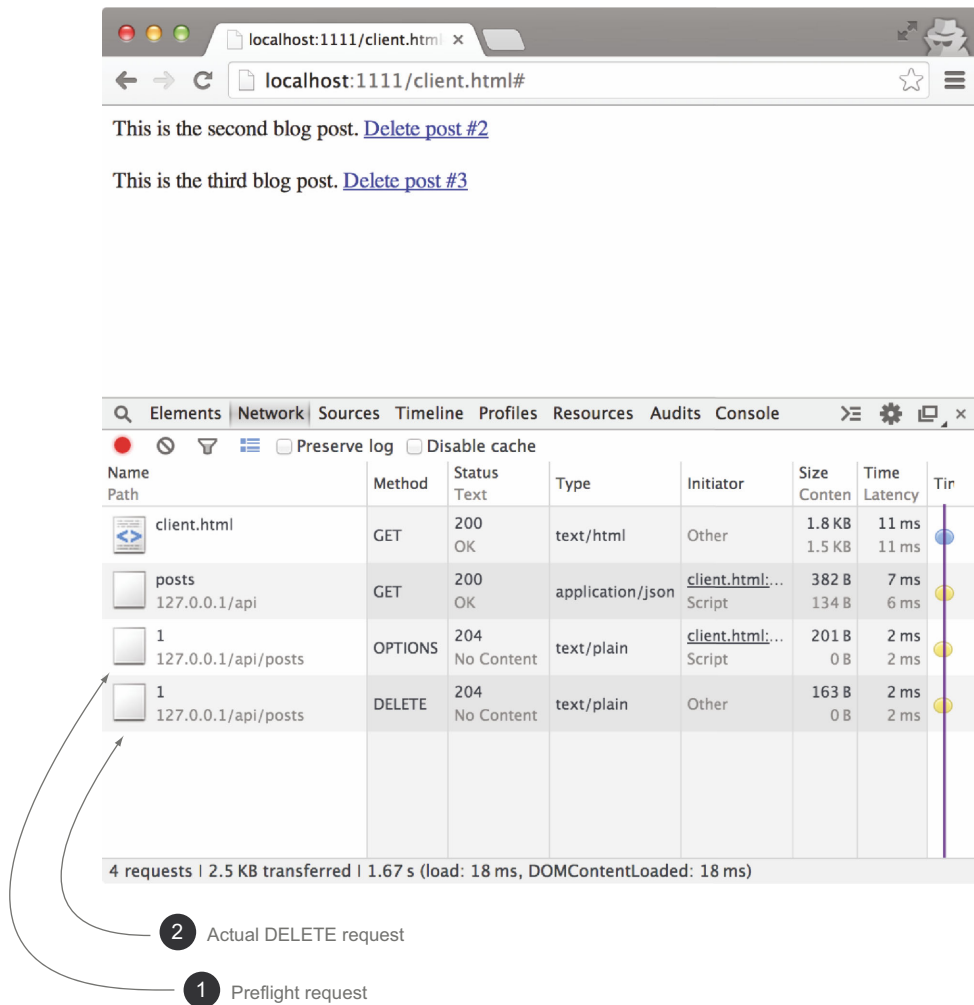 localhost:1111/client.html
localhost:1111/client.html#
This is the second blog post. Delete post #2
This is the third blog post. Delete post #3
Elements Network Sources Timeline Profiles Resources Audits Console
Preserve log Disable cache
Name Method Status Type Initiator Size Time Tir
Path Text Conten Latency
client.html GET 200 text/html Other 1.8 KB 11 ms
OK 1.5 KB 11 ms
posts GET 200 application/json client.html:... 382 B 7 ms
127.0.0.1/api OK Script 134 B 6 ms
1 OPTIONS 204 text/plain client.html:... 201 B 2 ms
127.0.0.1/api/posts No Content Script 0 B 2 ms
1 DELETE 204 text/plain Other 163 B 2 ms
127.0.0.1/api/posts No Content 0 B 2 ms
4 requests | 2.5 KB transferred | 1.67 s (load: 18 ms, DOMContentLoaded: 18 ms)
2 Actual DELETE request
1 Preflight request